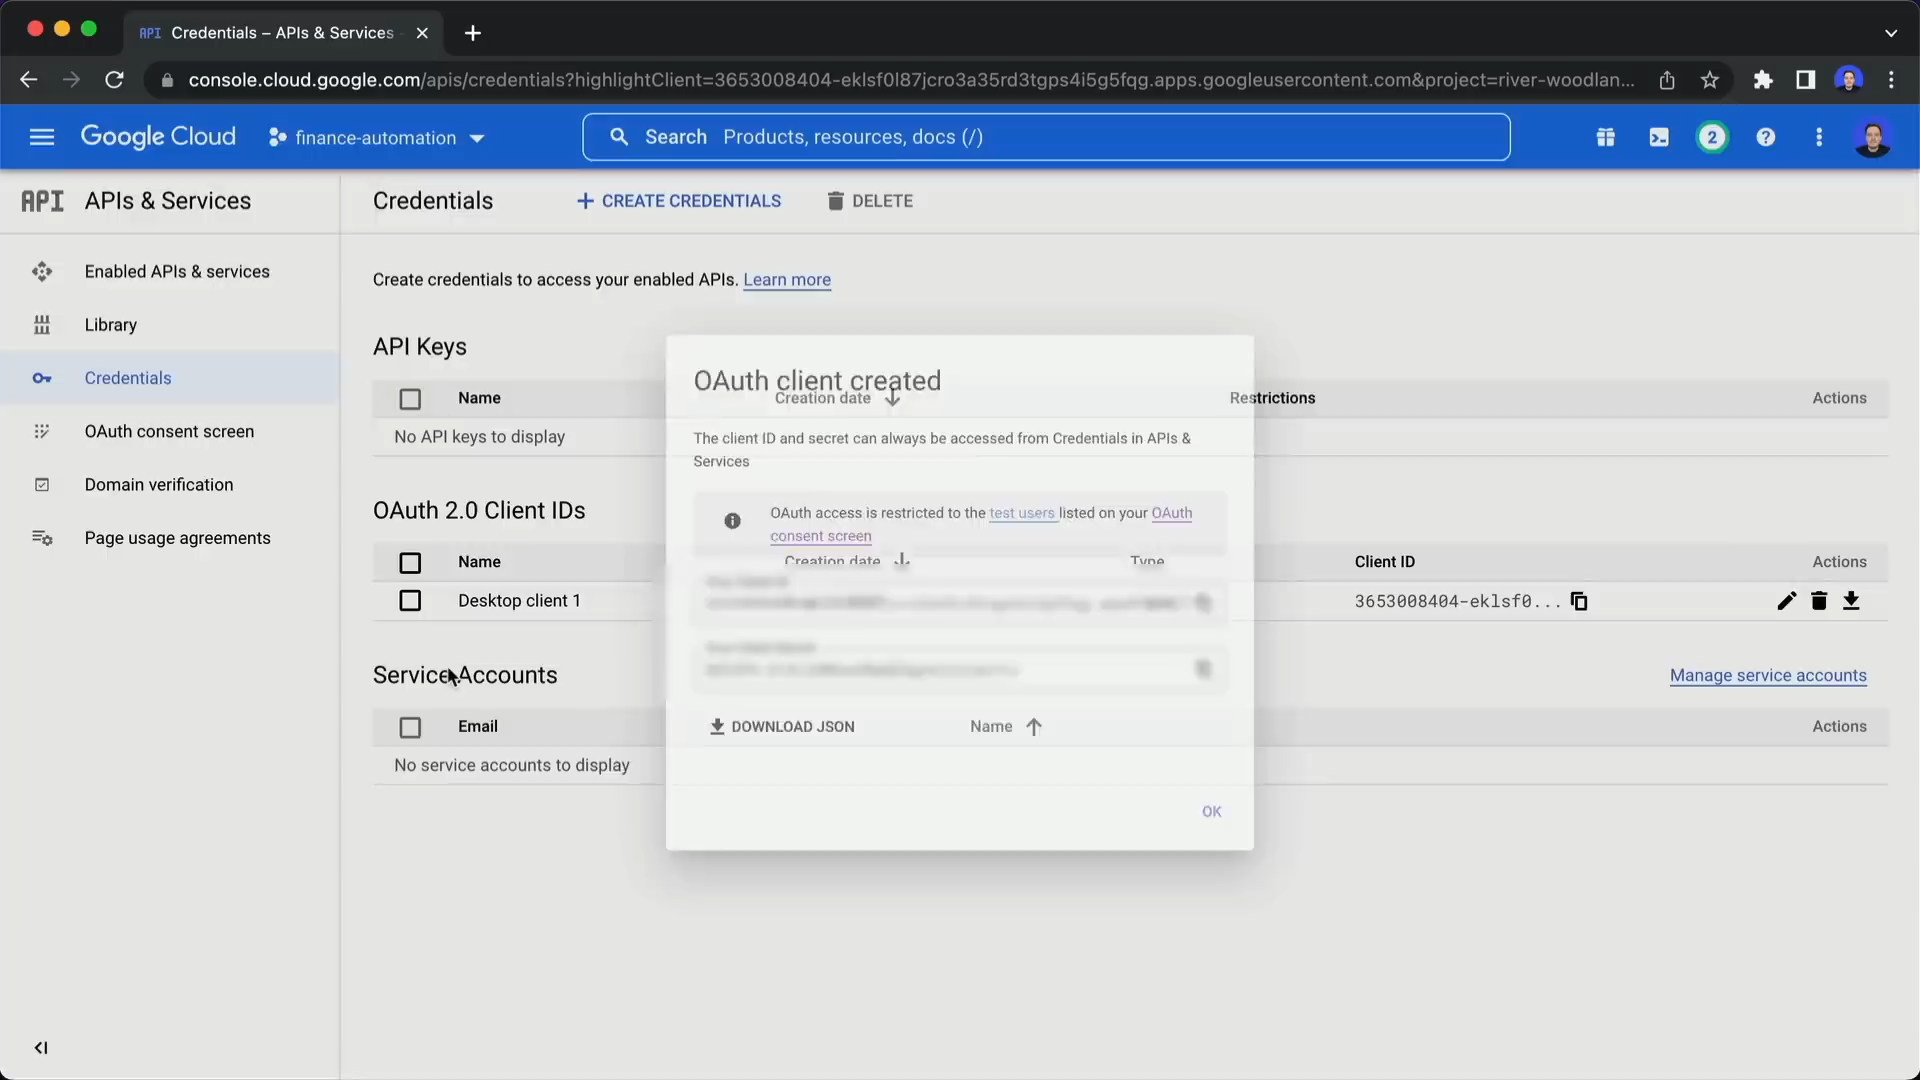 API Credentials – APIs & Services
console.cloud.google.com/apis/credentials?highlightClient=3653008404-eklsf0l87jcro3a35rd3tgps4i5g5fqg.apps.googleusercontent.com&project=river-woodlan...
Google Cloud
finance-automation
Search Products, resources, docs (/)
2
API APIs & Services
Enabled APIs & services
Library
Credentials
OAuth consent screen
Domain verification
Page usage agreements
Credentials
+ CREATE CREDENTIALS
DELETE
Create credentials to access your enabled APIs. Learn more
API Keys
Name
Creation date
Restrictions
Actions
No API keys to display
OAuth 2.0 Client IDs
Name
Creation date
Type
Client ID
Actions
Desktop client 1
3653008404-eklsf0...
Service Accounts
Manage service accounts
Email
Name
Actions
No service accounts to display
OAuth client created
The client ID and secret can always be accessed from Credentials in APIs &
Services
OAuth access is restricted to the test users listed on your OAuth
consent screen
DOWNLOAD JSON
OK